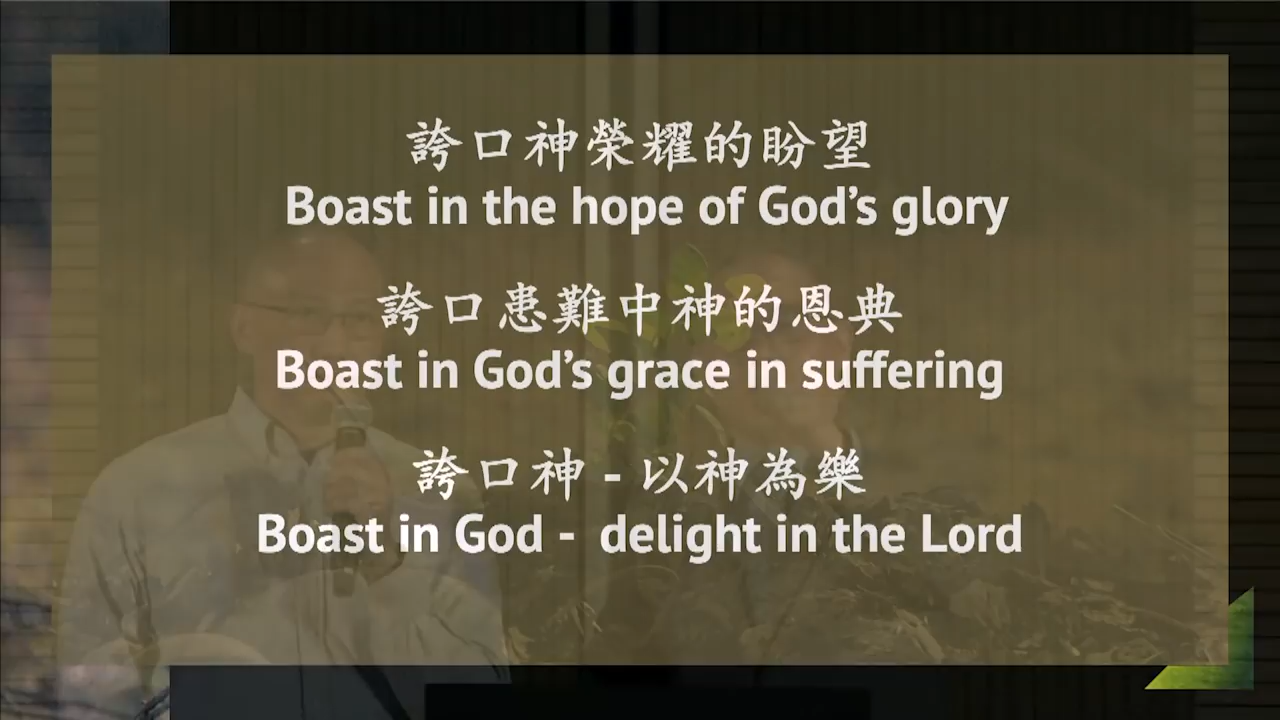 誇口神榮耀的盼望
Boast in the hope of God’s glory
誇口患難中神的恩典
Boast in God’s grace in suffering
誇口神 - 以神為樂
Boast in God - delight in the Lord